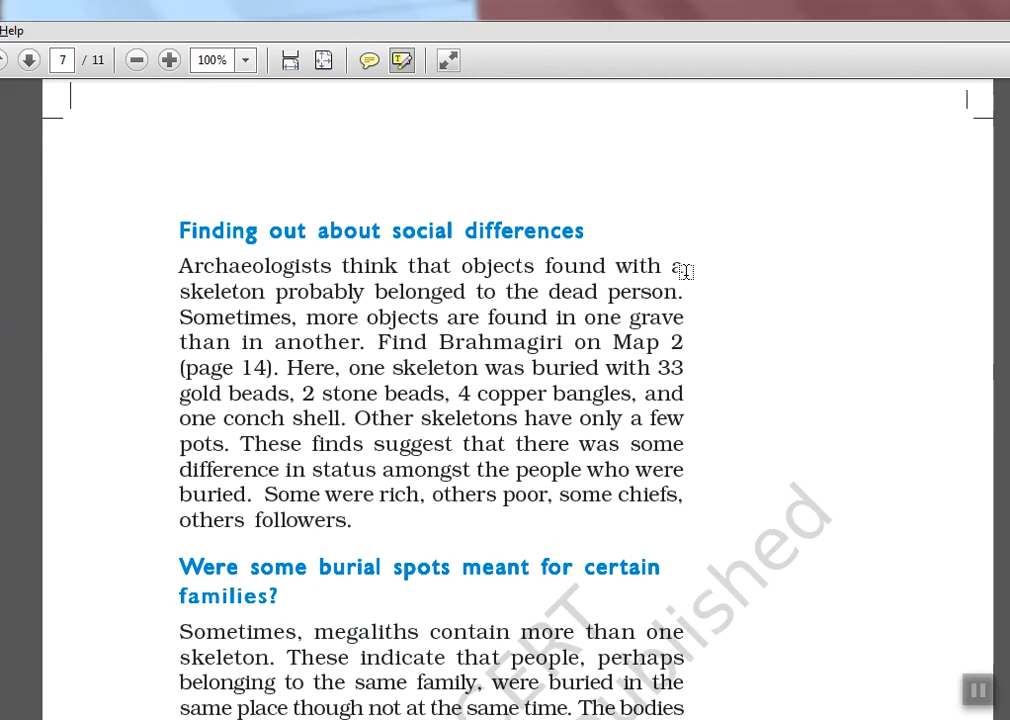 Help
7 / 11 100%
Finding out about social differences
Archaeologists think that objects found with a
skeleton probably belonged to the dead person.
Sometimes, more objects are found in one grave
than in another. Find Brahmagiri on Map 2
(page 14). Here, one skeleton was buried with 33
gold beads, 2 stone beads, 4 copper bangles, and
one conch shell. Other skeletons have only a few
pots. These finds suggest that there was some
difference in status amongst the people who were
buried. Some were rich, others poor, some chiefs,
others followers.
Were some burial spots meant for certain
families?
Sometimes, megaliths contain more than one
skeleton. These indicate that people, perhaps
belonging to the same family, were buried in the
same place though not at the same time. The bodies
CERT
published